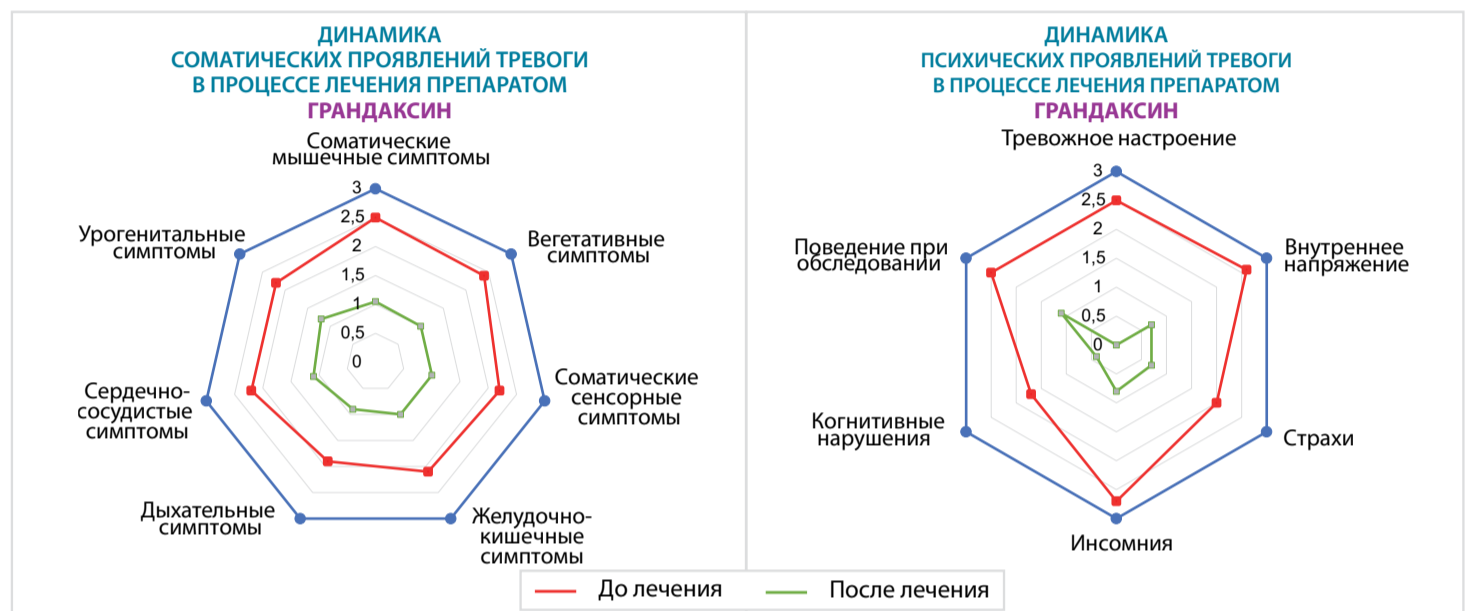 ДИНАМИКА
СОМАТИЧЕСКИХ ПРОЯВЛЕНИЙ ТРЕВОГИ
В ПРОЦЕССЕ ЛЕЧЕНИЯ ПРЕПАРАТОМ
ГРАНДАКСИН
Соматические
мышечные симптомы
3
2,5
2
1,5
1
0,5
0
Вегетативные
симптомы
Соматические
сенсорные
симптомы
Желудочно-
кишечные
симптомы
Дыхательные
симптомы
Сердечно-
сосудистые
симптомы
Урогенитальные
симптомы
ДИНАМИКА
ПСИХИЧЕСКИХ ПРОЯВЛЕНИЙ ТРЕВОГИ
В ПРОЦЕССЕ ЛЕЧЕНИЯ ПРЕПАРАТОМ
ГРАНДАКСИН
Тревожное настроение
3
2,5
2
1,5
1
0,5
0
Внутреннее
напряжение
Страхи
Инсомния
Когнитивные
нарушения
Поведение при
обследовании
До лечения
После лечения